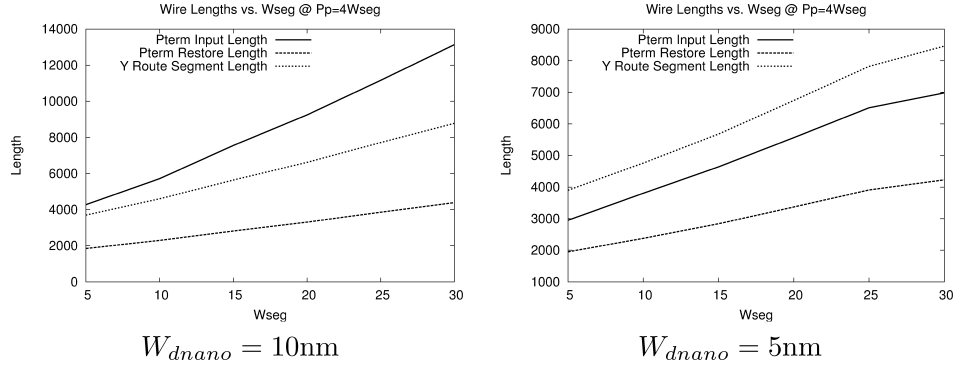 Wire Lengths vs. Wseg @ Pp=4Wseg
14000
12000
10000
8000
6000
4000
2000
0
Length
Pterm Input Length
Pterm Restore Length
Y Route Segment Length
5 10 15 20 25 30
Wseg
W_{dnano} = 10nm
Wire Lengths vs. Wseg @ Pp=4Wseg
9000
8000
7000
6000
5000
4000
3000
2000
1000
Length
Pterm Input Length
Pterm Restore Length
Y Route Segment Length
5 10 15 20 25 30
Wseg
W_{dnano} = 5nm